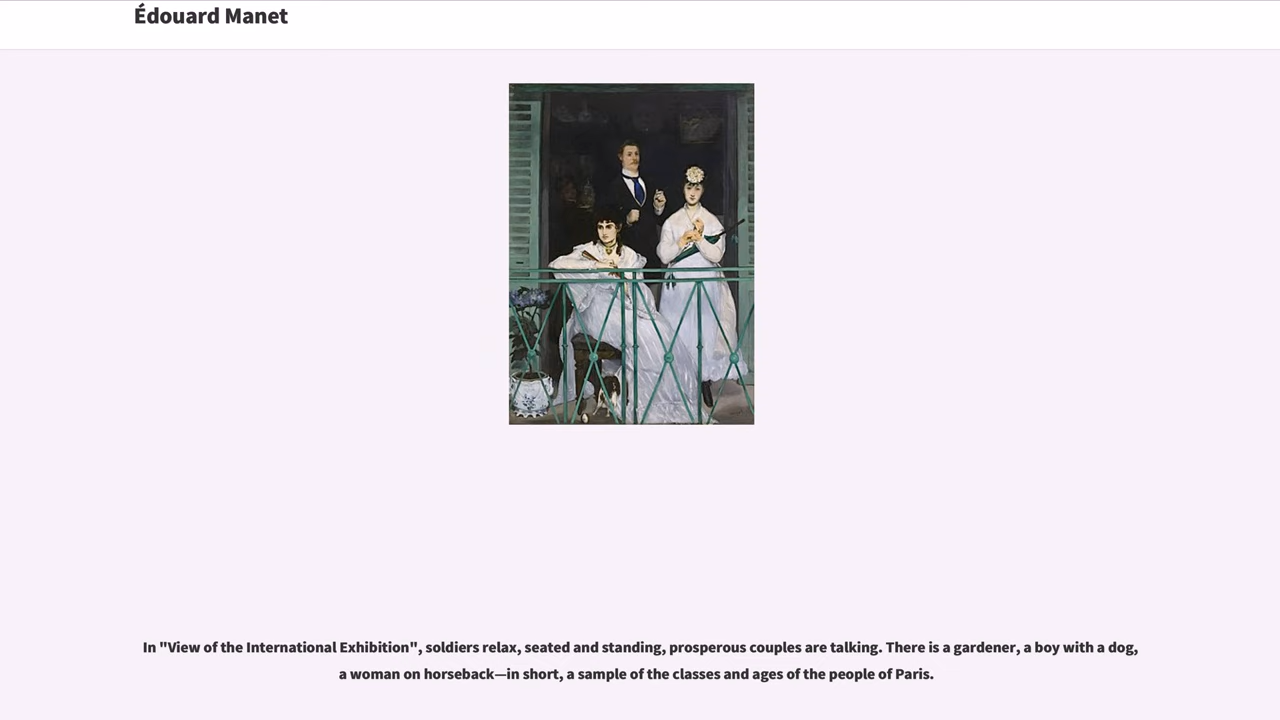 Édouard Manet
In "View of the International Exhibition", soldiers relax, seated and standing, prosperous couples are talking. There is a gardener, a boy with a dog,
a woman on horseback—in short, a sample of the classes and ages of the people of Paris.